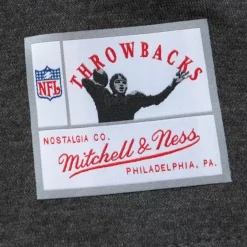 THROWBACKS
NFL
NOSTALGIA CO.
Mitchell & Ness
PHILADELPHIA, PA.